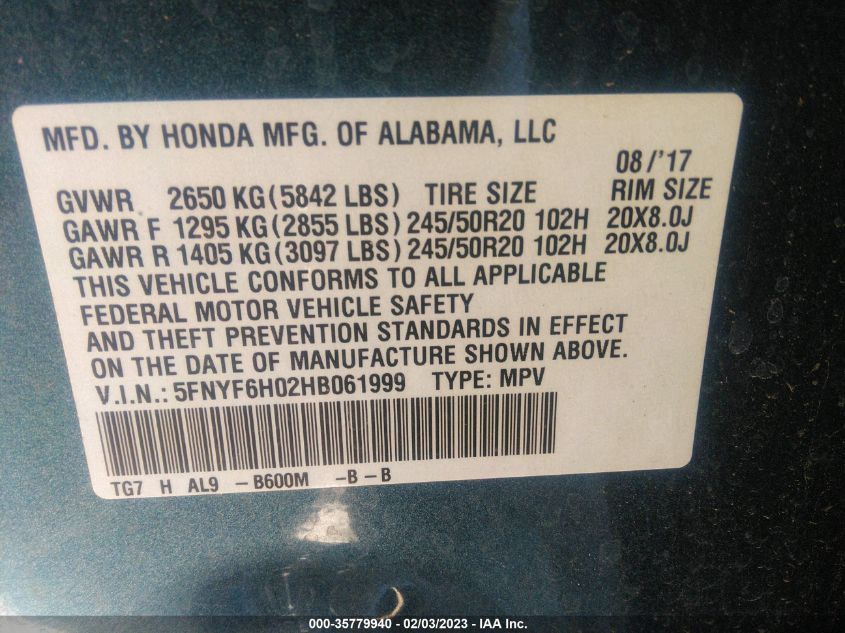 MFD. BY HONDA MFG. OF ALABAMA, LLC
08/'17
GVWR 2650 KG(5842 LBS) TIRE SIZE RIM SIZE
GAWR F 1295 KG(2855 LBS) 245/50R20 102H 20X8.0J
GAWR R 1405 KG(3097 LBS) 245/50R20 102H 20X8.0J
THIS VEHICLE CONFORMS TO ALL APPLICABLE
FEDERAL MOTOR VEHICLE SAFETY
AND THEFT PREVENTION STANDARDS IN EFFECT
ON THE DATE OF MANUFACTURE SHOWN ABOVE.
V.I.N.: 5FNYF6H02HB061999 TYPE: MPV
TG7 H AL9 -B600M -B-B
000-35779940 - 02/03/2023 - IAA Inc.